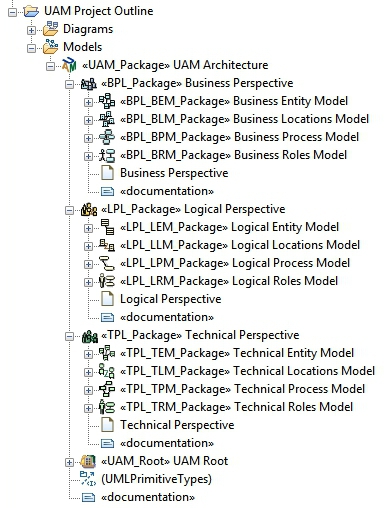 UAM Project Outline
Diagrams
Models
«UAM_Package» UAM Architecture
«BPL_Package» Business Perspective
«BPL_BEM_Package» Business Entity Model
«BPL_BLM_Package» Business Locations Model
«BPL_BPM_Package» Business Process Model
«BPL_BRM_Package» Business Roles Model
Business Perspective
«documentation»
«LPL_Package» Logical Perspective
«LPL_LEM_Package» Logical Entity Model
«LPL_LLM_Package» Logical Locations Model
«LPL_LPM_Package» Logical Process Model
«LPL_LRM_Package» Logical Roles Model
Logical Perspective
«documentation»
«TPL_Package» Technical Perspective
«TPL_TEM_Package» Technical Entity Model
«TPL_TLM_Package» Technical Locations Model
«TPL_TPM_Package» Technical Process Model
«TPL_TRM_Package» Technical Roles Model
Technical Perspective
«documentation»
«UAM_Root» UAM Root
(UMLPrimitiveTypes)
«documentation»